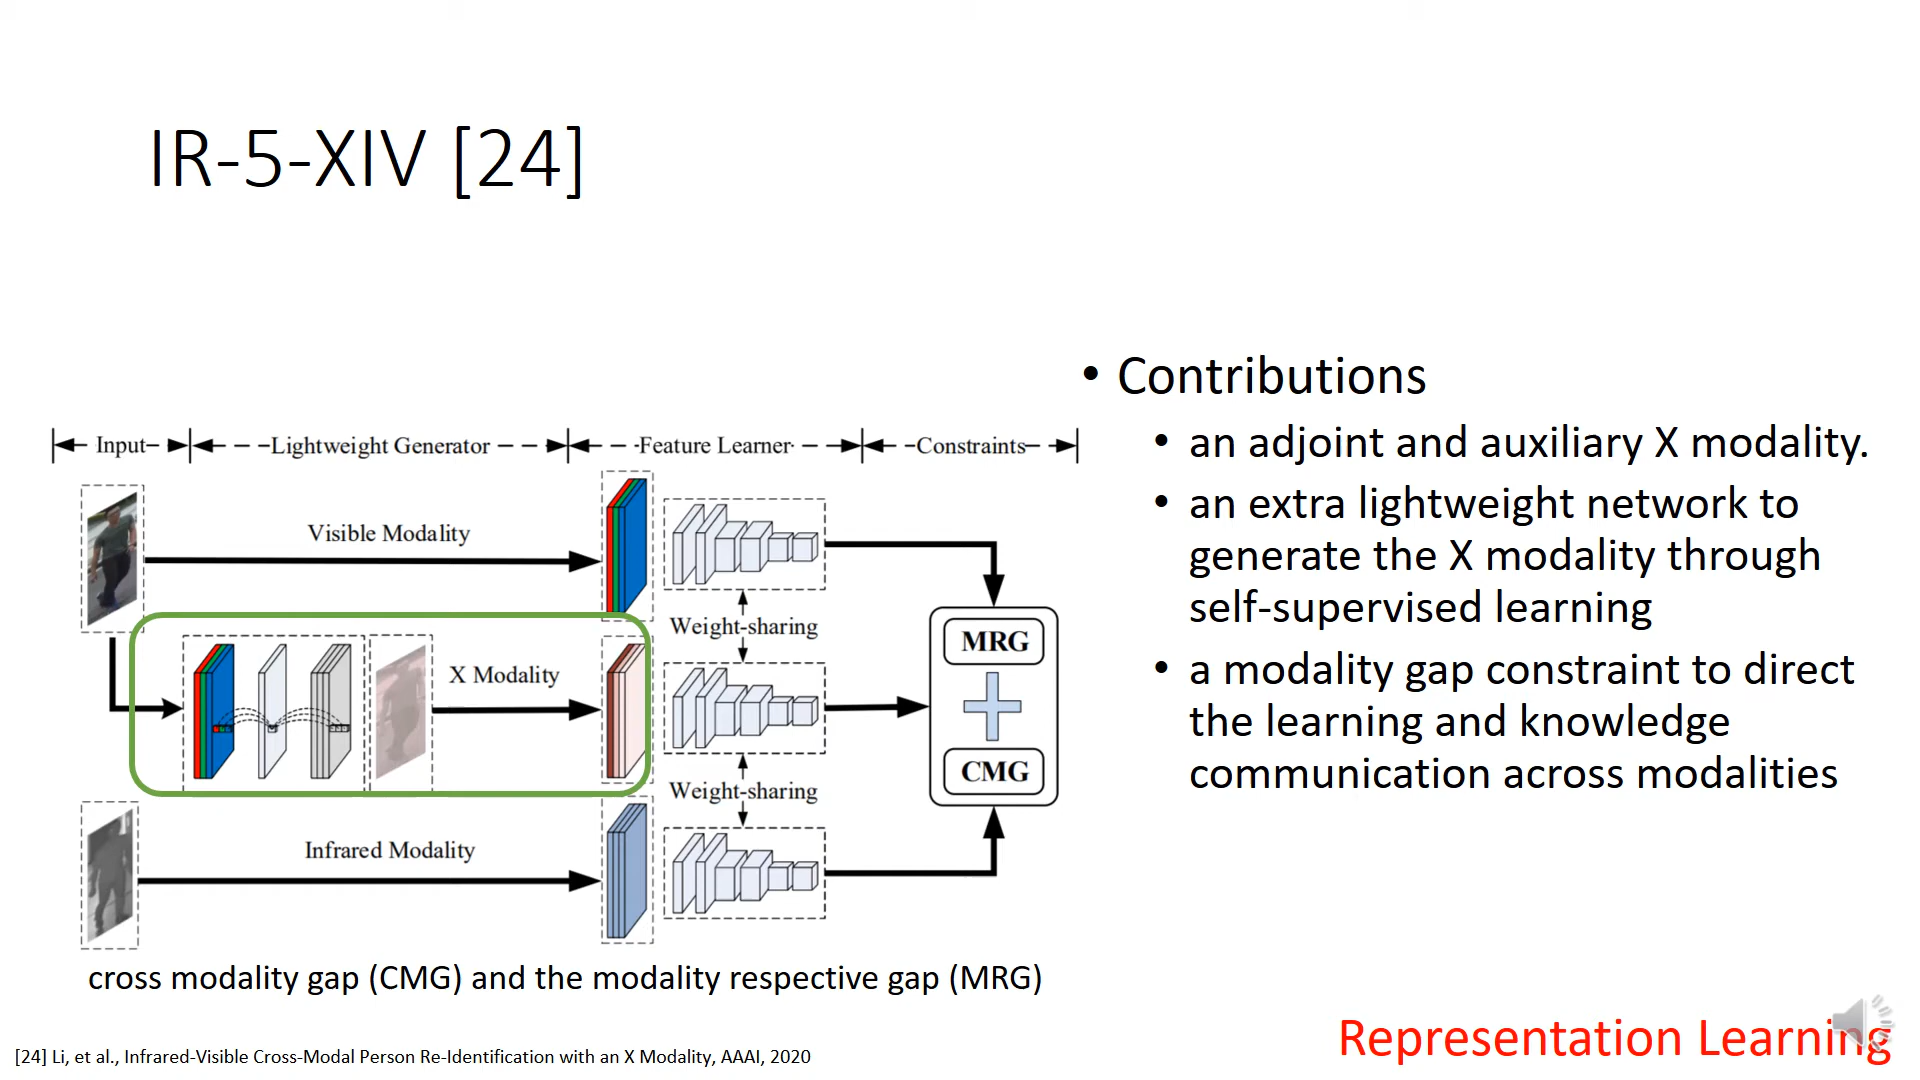 IR-5-XIV [24]
Input
Lightweight Generator
Feature Learner
Constraints
Visible Modality
Weight-sharing
X Modality
MRG
CMG
Weight-sharing
Infrared Modality
cross modality gap (CMG) and the modality respective gap (MRG)
• Contributions
• an adjoint and auxiliary X modality.
• an extra lightweight network to
generate the X modality through
self-supervised learning
• a modality gap constraint to direct
the learning and knowledge
communication across modalities
Representation Learning
[24] Li, et al., Infrared-Visible Cross-Modal Person Re-Identification with an X Modality, AAAI, 2020